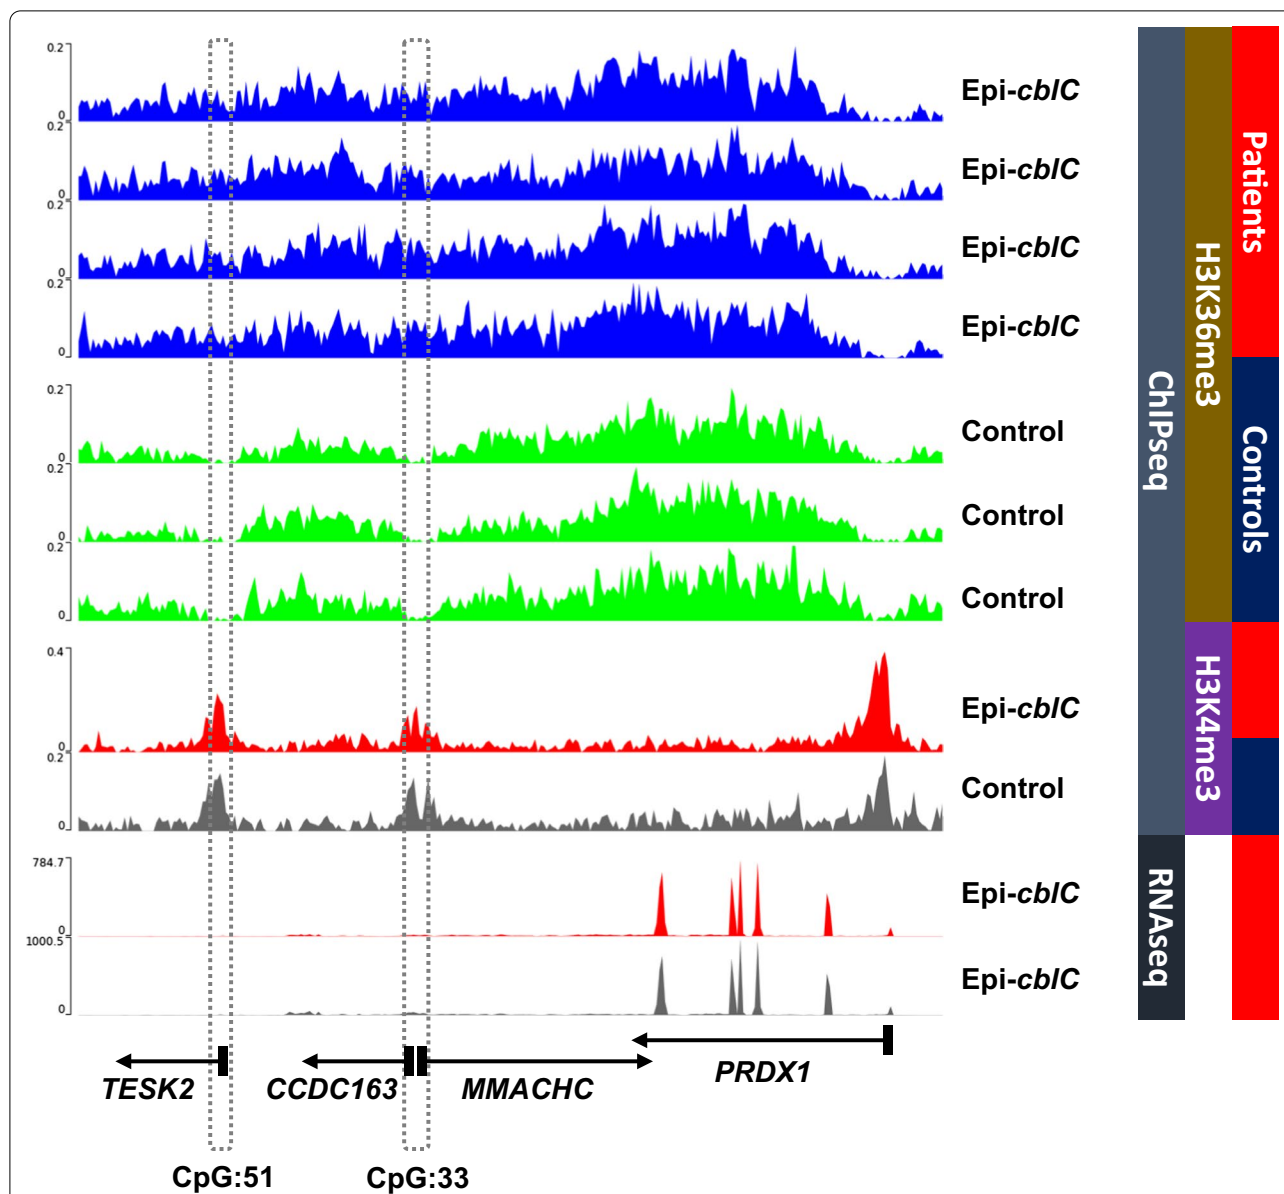 0.2
0
Epi-cblC
0.2
0
Epi-cblC
0.2
0
Epi-cblC
0.2
0
Epi-cblC
0.2
0
Control
0.2
0
Control
0.2
0
Control
0.4
0
Epi-cblC
0.2
0
Control
784.7
0
Epi-cblC
1000.5
0
Epi-cblC
ChIPseq
RNAseq
H3K36me3
H3K4me3
Patients
Controls
TESK2
CCDC163
MMACHC
PRDX1
CpG:51
CpG:33